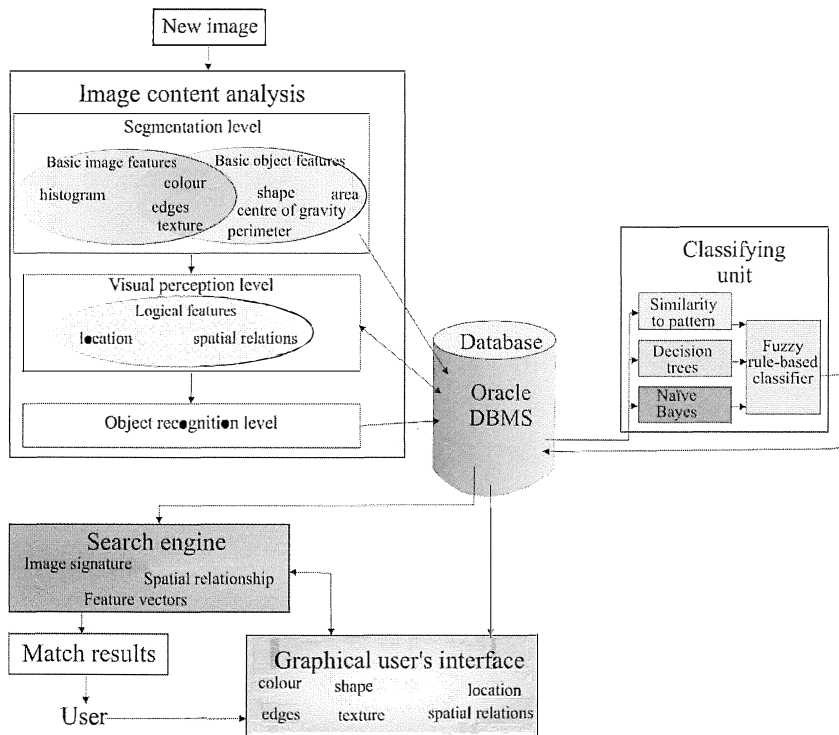 New image
Image content analysis
Segmentation level
Basic image features
Basic object features
histogram
colour
edges
texture
shape
area
centre of gravity
perimeter
Visual perception level
Logical features
location
spatial relations
Object recognition level
Database
Oracle
DBMS
Classifying
unit
Similarity
to pattern
Decision
trees
Naïve
Bayes
Fuzzy
rule-based
classifier
Search engine
Image signature
Spatial relationship
Feature vectors
Match results
User
Graphical user's interface
colour
shape
location
edges
texture
spatial relations